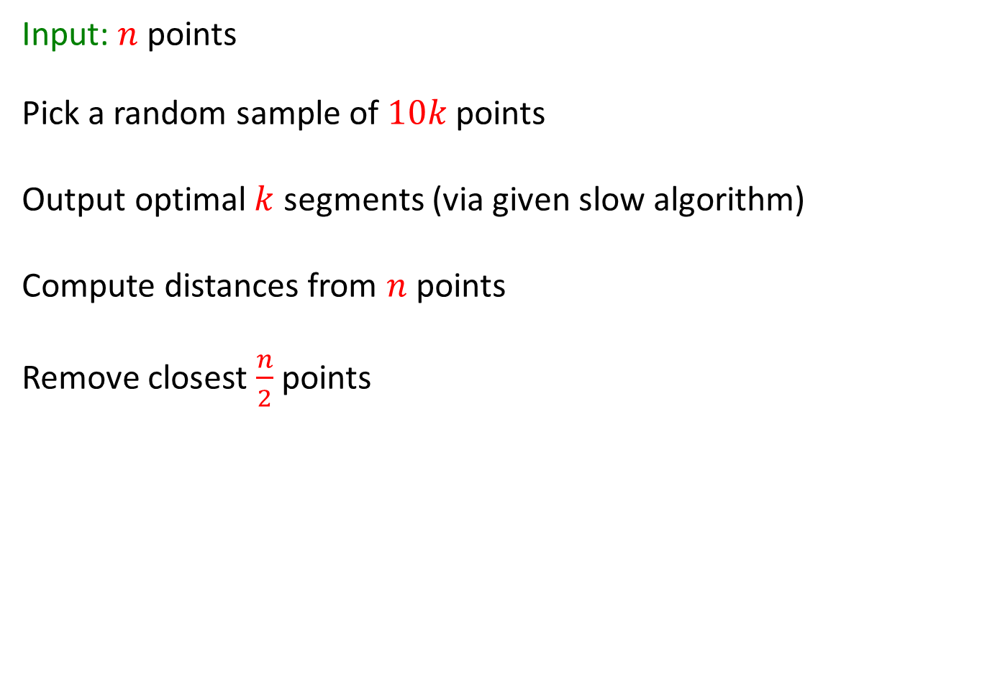 Input: n points
Pick a random sample of 10k points
Output optimal k segments (via given slow algorithm)
Compute distances from n points
Remove closest n/2 points